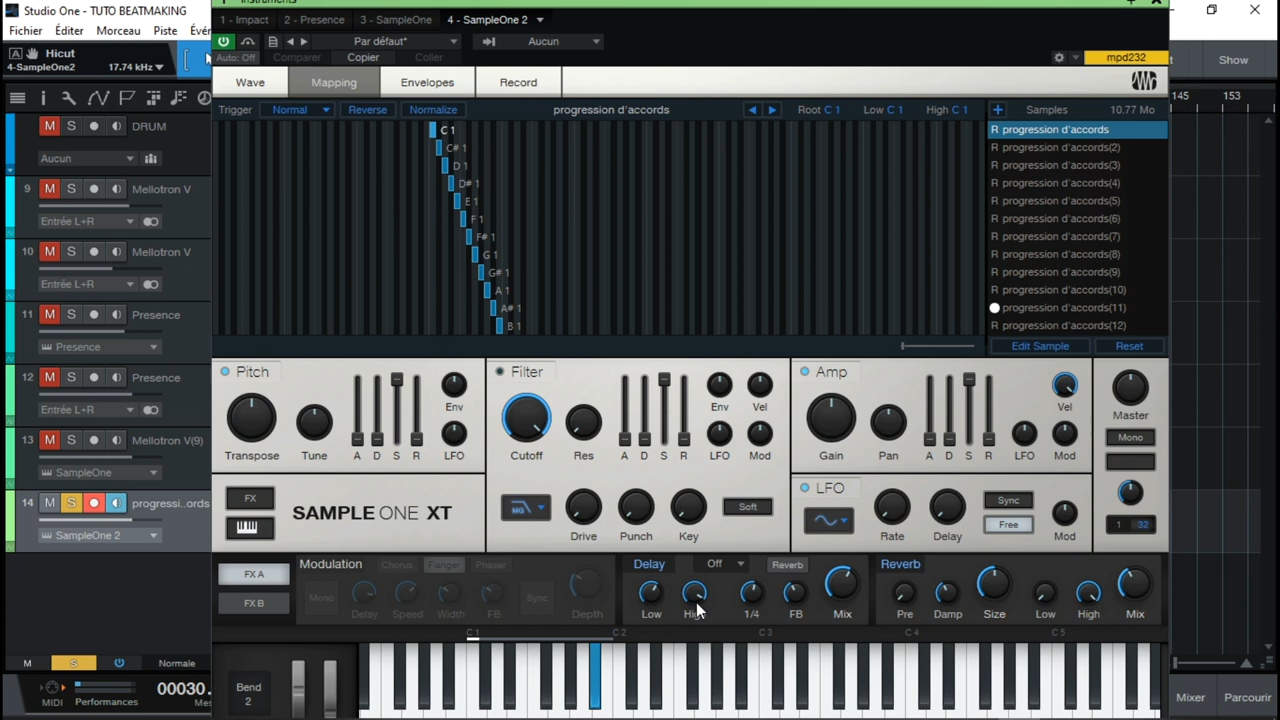 Studio One - TUTO BEATMAKING
Instruments
Fichier Éditer Morceau Piste
1 - Impact 2 - Presence 3 - SampleOne 4 - SampleOne 2
Hicut
4-SampleOne2 17.74 kHz
Par défaut* Aucun
Auto: Off Comparer Copier Coller mpd232
Show
Wave Mapping Envelopes Record
145 153
Trigger Normal Reverse Normalize progression d'accords Root C 1 Low C 1 High C 1 Samples 10.77 Mo
M S DRUM
Aucun
9 M S Mellotron V
Entrée L+R
10 M S Mellotron V
Entrée L+R
11 M S Presence
Presence
12 M S Presence
Entrée L+R
13 M S Mellotron V(9)
SampleOne
14 M S progressi..ords
SampleOne 2
C 1
C# 1
D 1
D# 1
E 1
F 1
F# 1
G 1
G# 1
A 1
A# 1
B 1
R progression d'accords
R progression d'accords(2)
R progression d'accords(3)
R progression d'accords(4)
R progression d'accords(5)
R progression d'accords(6)
R progression d'accords(7)
R progression d'accords(8)
R progression d'accords(9)
R progression d'accords(10)
progression d'accords(11)
R progression d'accords(12)
Edit Sample Reset
Pitch
Env
Transpose Tune A D S R LFO
Filter
Env Vel
Cutoff Res A D S R LFO Mod
Amp
Vel
Gain Pan A D S R LFO Mod
Master
Mono
FX
SAMPLE ONE XT
MG
Soft
Drive Punch Key
LFO
Sync
Free
Rate Delay Mod
1 32
FX A
FX B
Modulation Chorus Flanger Phaser
Mono Sync
Delay Speed Width FB Depth
Delay Off Reverb
Low High 1/4 FB Mix
Reverb
Pre Damp Size Low High Mix
C 1 C 2 C 3 C 4 C 5
M S Normale
MIDI Performances
00030.
Bend
2
Mixer Parcourir